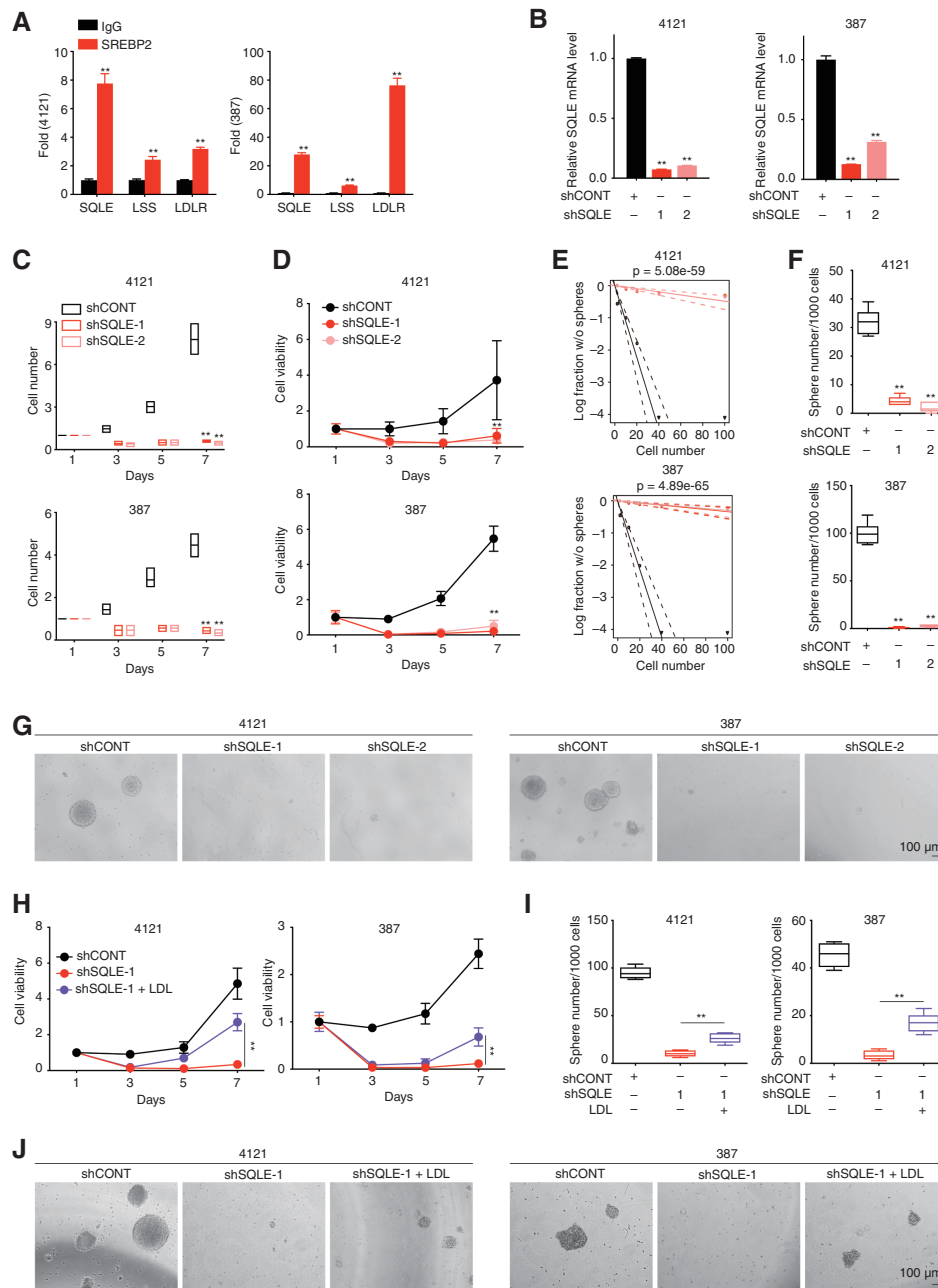 A
IgG
SREBP2
Fold (4121)
10
8
6
4
2
0
**
**
**
SQLE LSS LDLR
Fold (387)
100
80
60
40
20
0
**
**
**
SQLE LSS LDLR
B
4121
Relative SQLE mRNA level
1.0
0.5
0.0
**
**
shCONT + – –
shSQLE – 1 2
387
Relative SQLE mRNA level
1.0
0.5
0.0
**
**
shCONT + – –
shSQLE – 1 2
C
4121
shCONT
shSQLE-1
shSQLE-2
Cell number
9
6
3
0
** **
1 3 5 7
Days
387
Cell number
6
4
2
0
** **
1 3 5 7
Days
D
4121
shCONT
shSQLE-1
shSQLE-2
Cell viability
6
4
2
0
**
1 3 5 7
Days
387
Cell viability
8
6
4
2
0
**
1 3 5 7
Days
E
4121
p = 5.08e-59
Log fraction w/o spheres
0
–1
–2
–3
–4
0 20 40 60 80 100
Cell number
387
p = 4.89e-65
Log fraction w/o spheres
0
–1
–2
–3
–4
0 20 40 60 80 100
Cell number
F
4121
Sphere number/1000 cells
50
40
30
20
10
0
**
**
shCONT + – –
shSQLE – 1 2
387
Sphere number/1000 cells
150
100
50
0
** **
shCONT + – –
shSQLE – 1 2
G
4121
shCONT shSQLE-1 shSQLE-2
387
shCONT shSQLE-1 shSQLE-2
100 µm
H
4121
shCONT
shSQLE-1
shSQLE-1 + LDL
Cell viability
8
6
4
2
0
**
1 3 5 7
Days
387
Cell viability
3
2
1
0
**
1 3 5 7
Days
I
4121
Sphere number/1000 cells
150
100
50
0
**
shCONT + – –
shSQLE – 1 1
LDL – – +
387
Sphere number/1000 cells
60
40
20
0
**
shCONT + – –
shSQLE – 1 1
LDL – – +
J
4121
shCONT shSQLE-1 shSQLE-1 + LDL
387
shCONT shSQLE-1 shSQLE-1 + LDL
100 µm